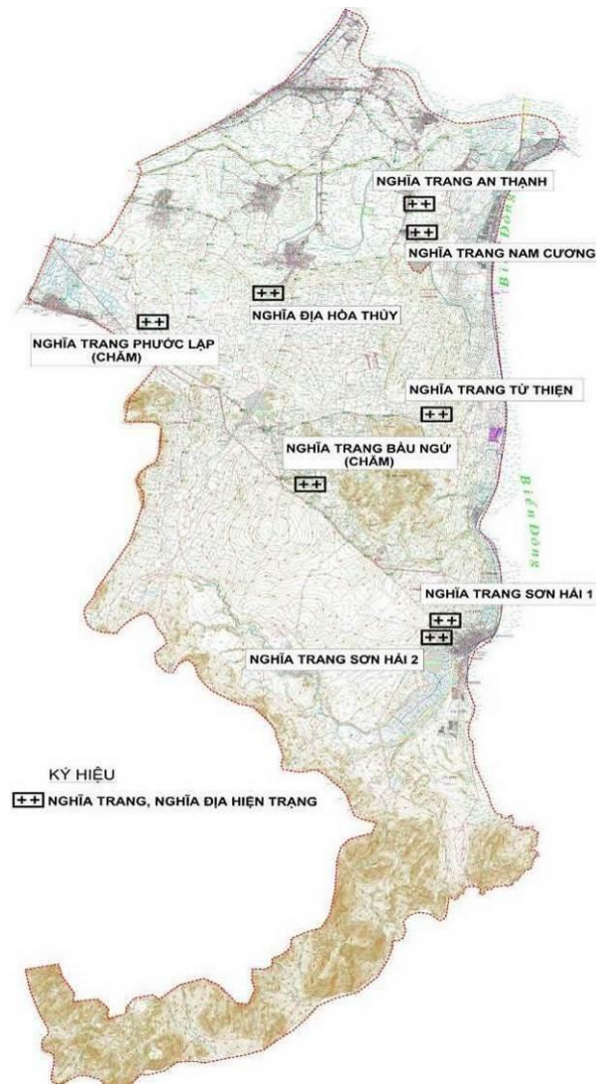 NGHĨA TRANG AN THẠNH
NGHĨA TRANG NAM CƯƠNG
Biển Đông
NGHĨA ĐỊA HÒA THỦY
NGHĨA TRANG PHƯỚC LẬP
(CHĂM)
NGHĨA TRANG TỪ THIỆN
NGHĨA TRANG BÀU NGỨ
(CHĂM)
Biển Đông
NGHĨA TRANG SƠN HẢI 1
NGHĨA TRANG SƠN HẢI 2
KÝ HIỆU
NGHĨA TRANG, NGHĨA ĐỊA HIỆN TRẠNG